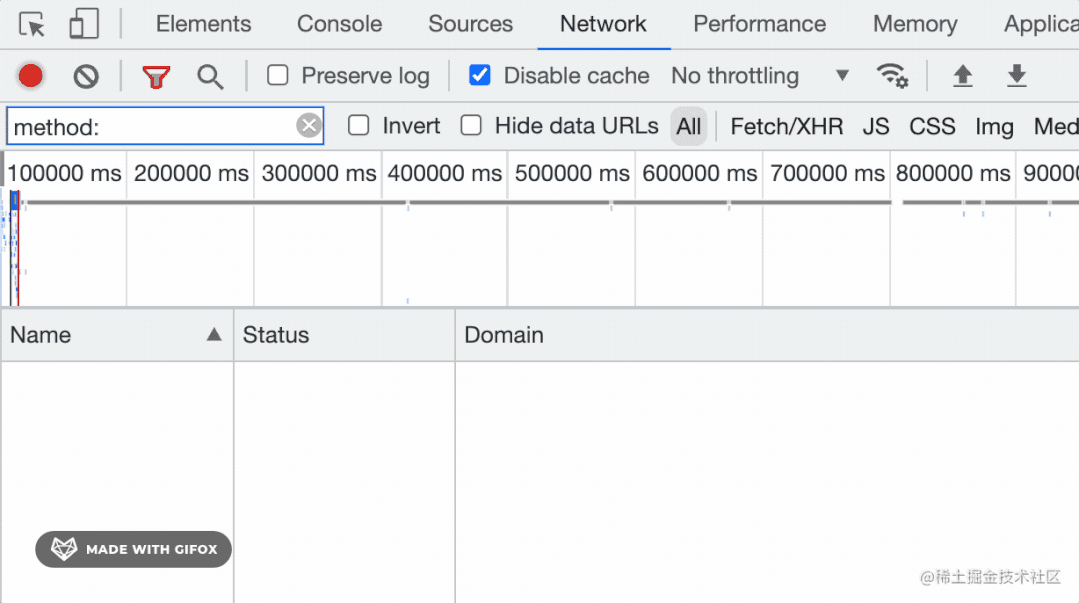 Elements Console Sources Network Performance Memory Applica
Preserve log Disable cache No throttling
method: Invert Hide data URLs All Fetch/XHR JS CSS Img Med
100000 ms 200000 ms 300000 ms 400000 ms 500000 ms 600000 ms 700000 ms 800000 ms 90000
Name Status Domain
MADE WITH GIFOX
@稀土掘金技术社区